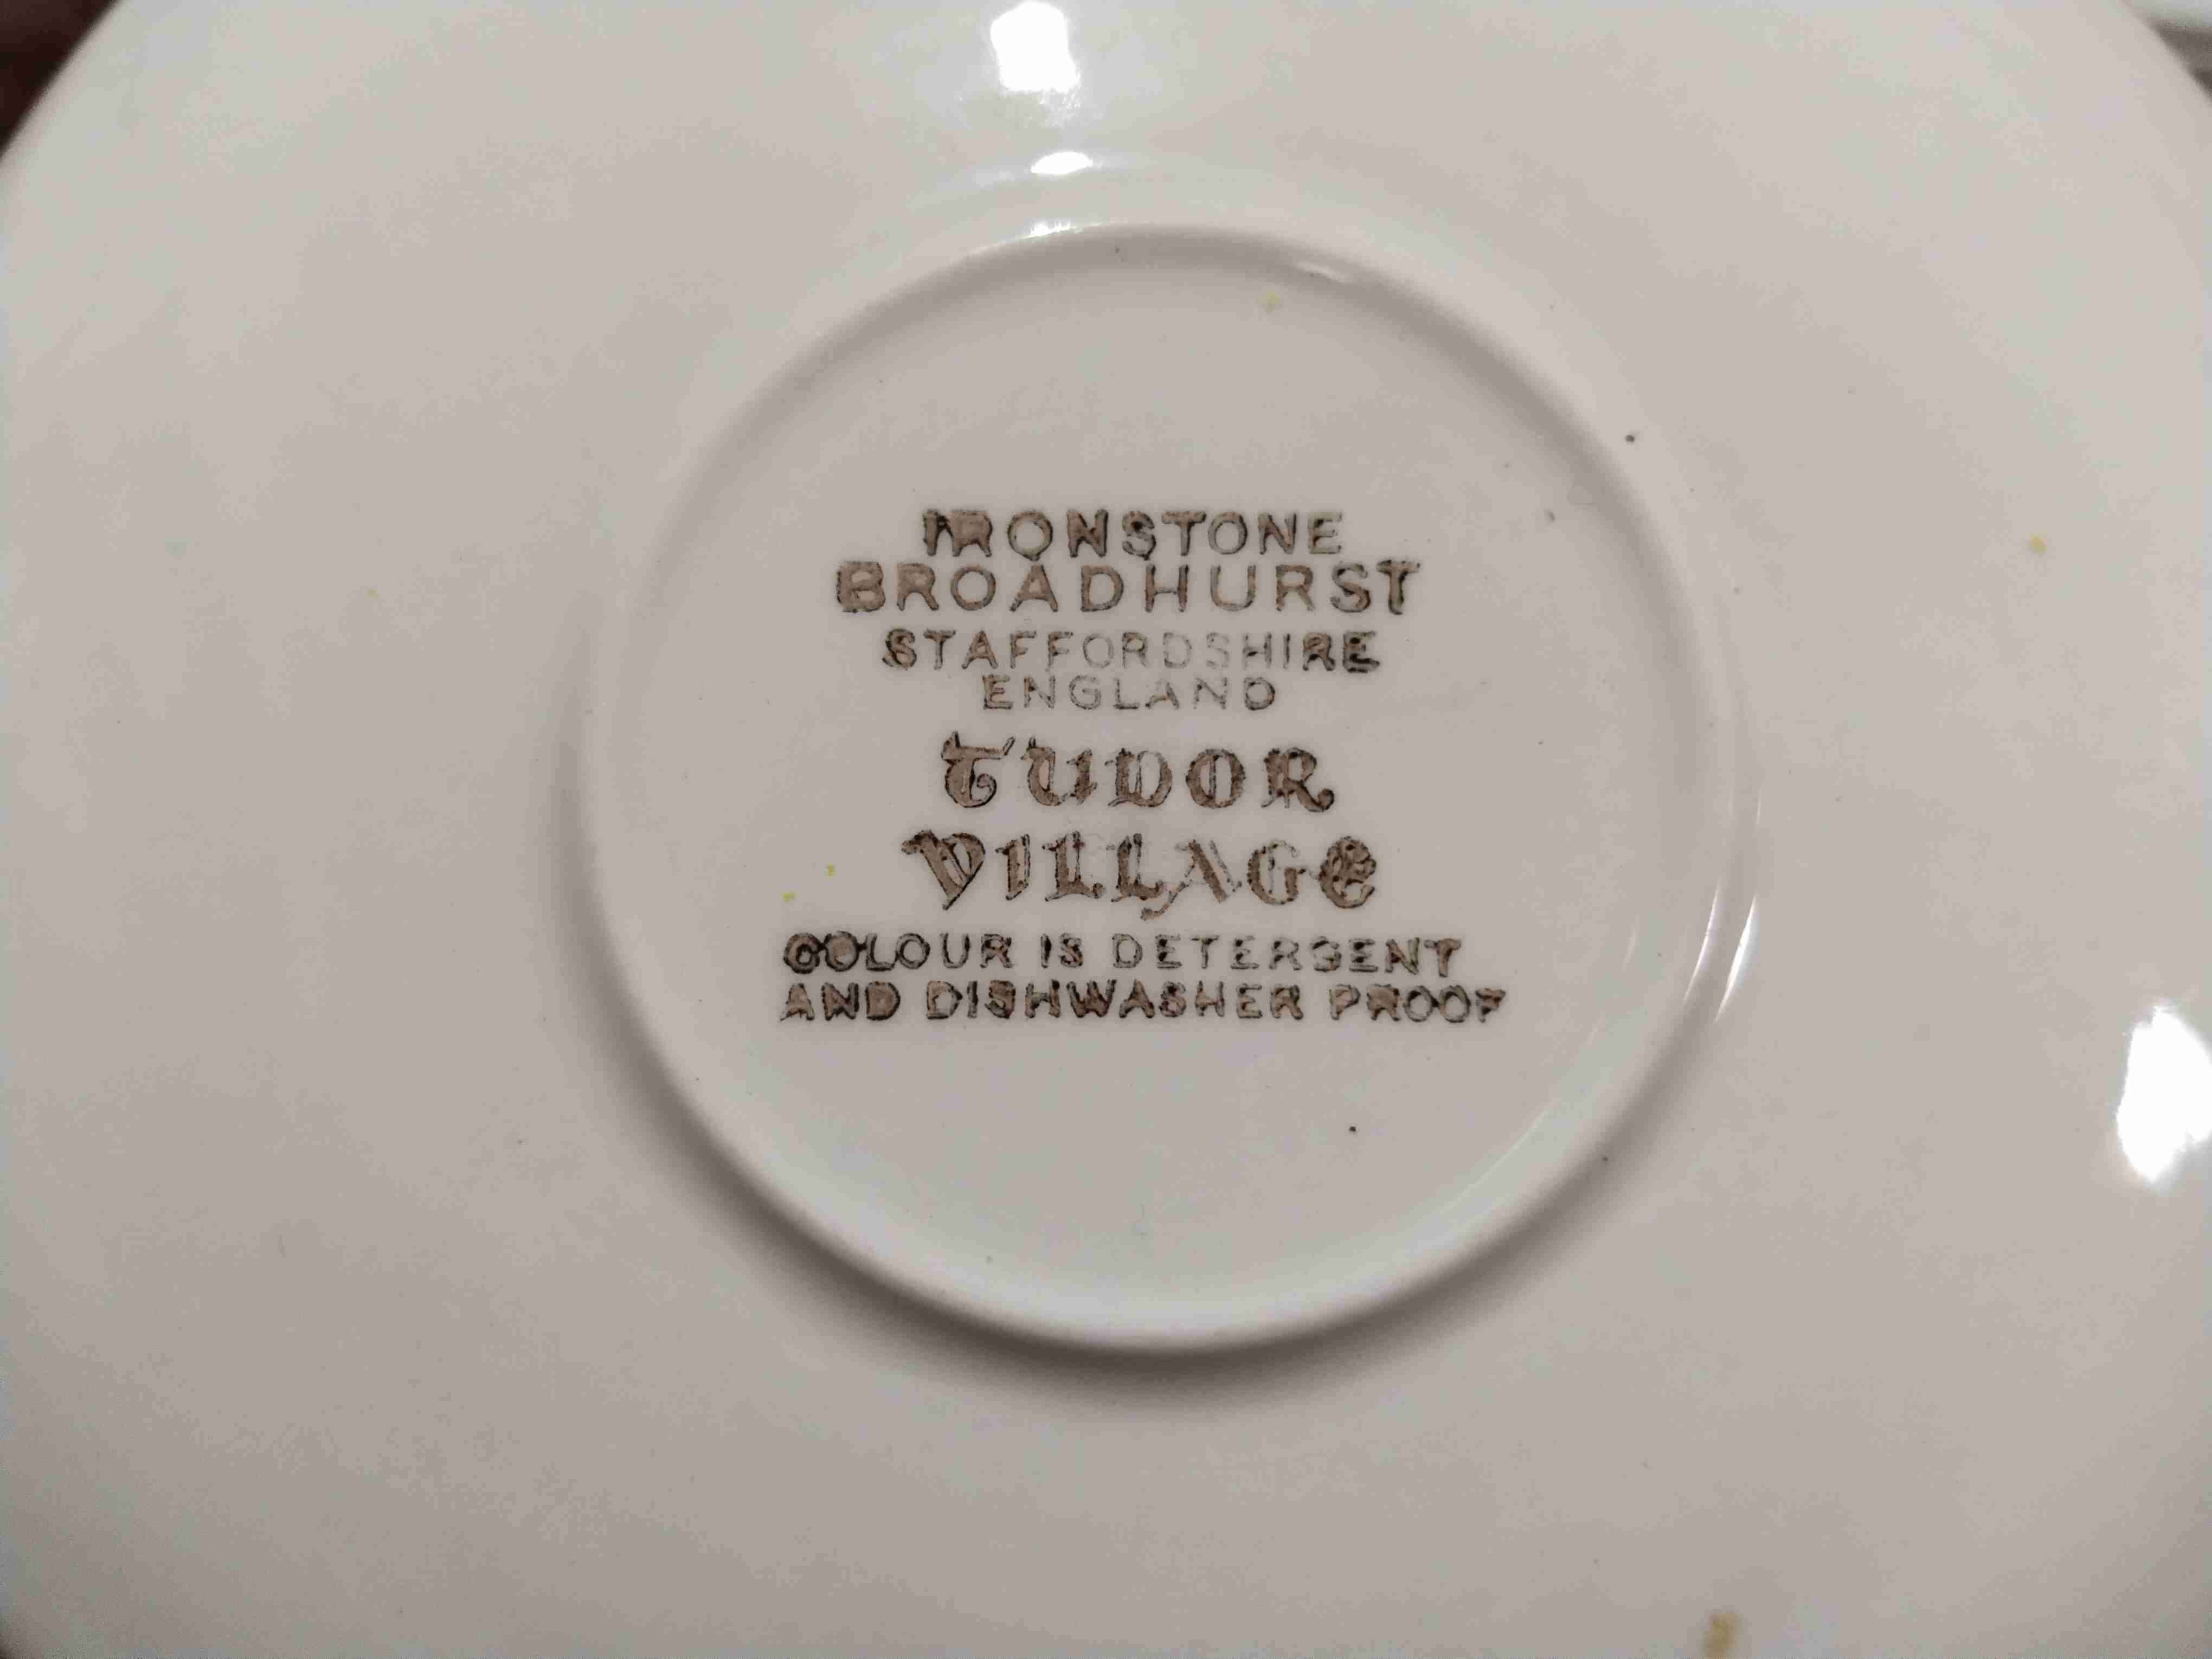 IRONSTONE
BROADHURST
STAFFORDSHIRE
ENGLAND
TUDOR
VILLAGE
COLOUR IS DETERGENT
AND DISHWASHER PROOF